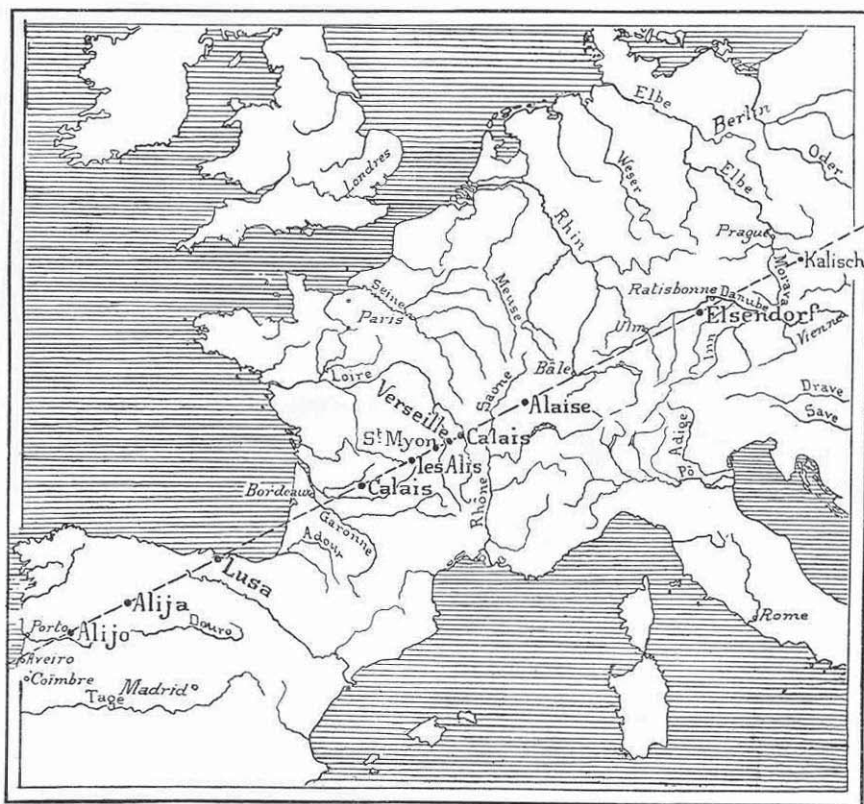 Elbe
Berlin
Londres
Weser
Elbe
Oder
Rhin
Prague
Kalisch
Morava
Meuse
Ratisbonne
Danube
Seine
Elsendorf
Paris
Ulm
Inn
Vienne
Bâle
Loire
Saone
Verseille
Alaise
Drave
Save
St Myon
Calais
Adige
les Alis
Calais
Pô
Bordeaux
Rhône
Garonne
Adour
Lusa
Alija
Porto
Alijo
Douro
Rome
Aveiro
Coïmbre
Madrid
Tage